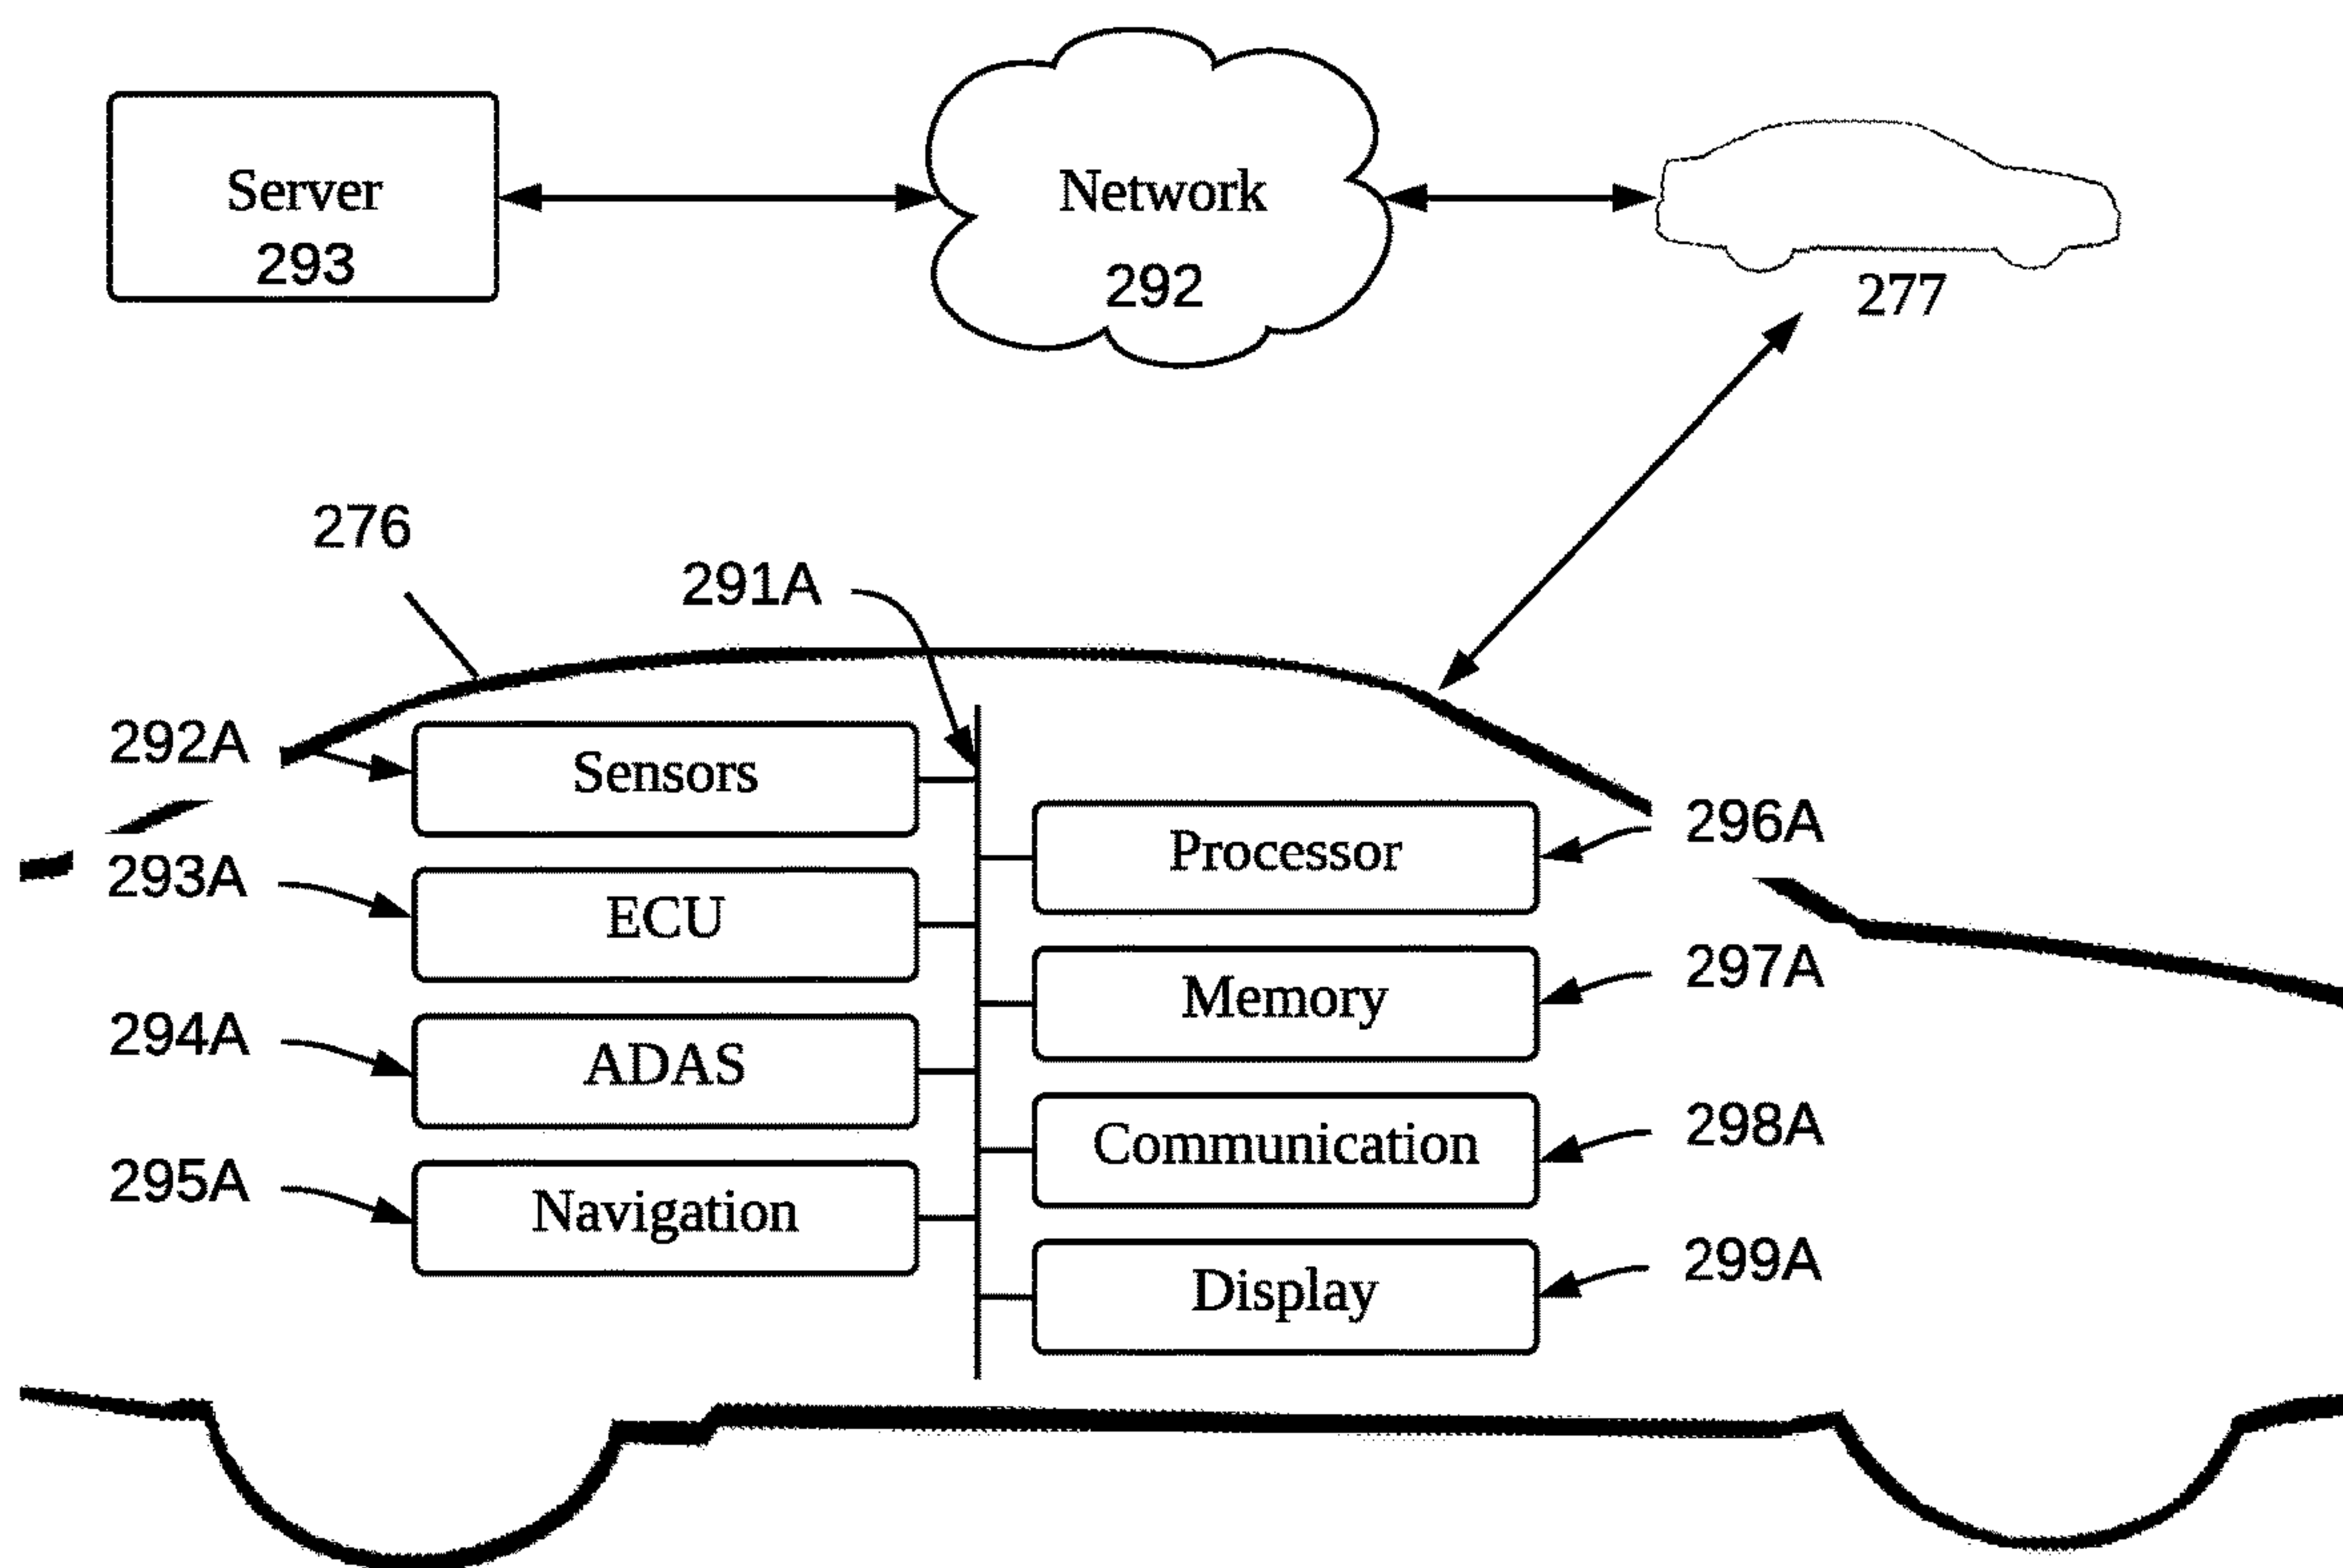 Server
293
Network
292
277
276
291A
292A
Sensors
296A
Processor
293A
ECU
297A
Memory
294A
ADAS
298A
Communication
295A
Navigation
299A
Display